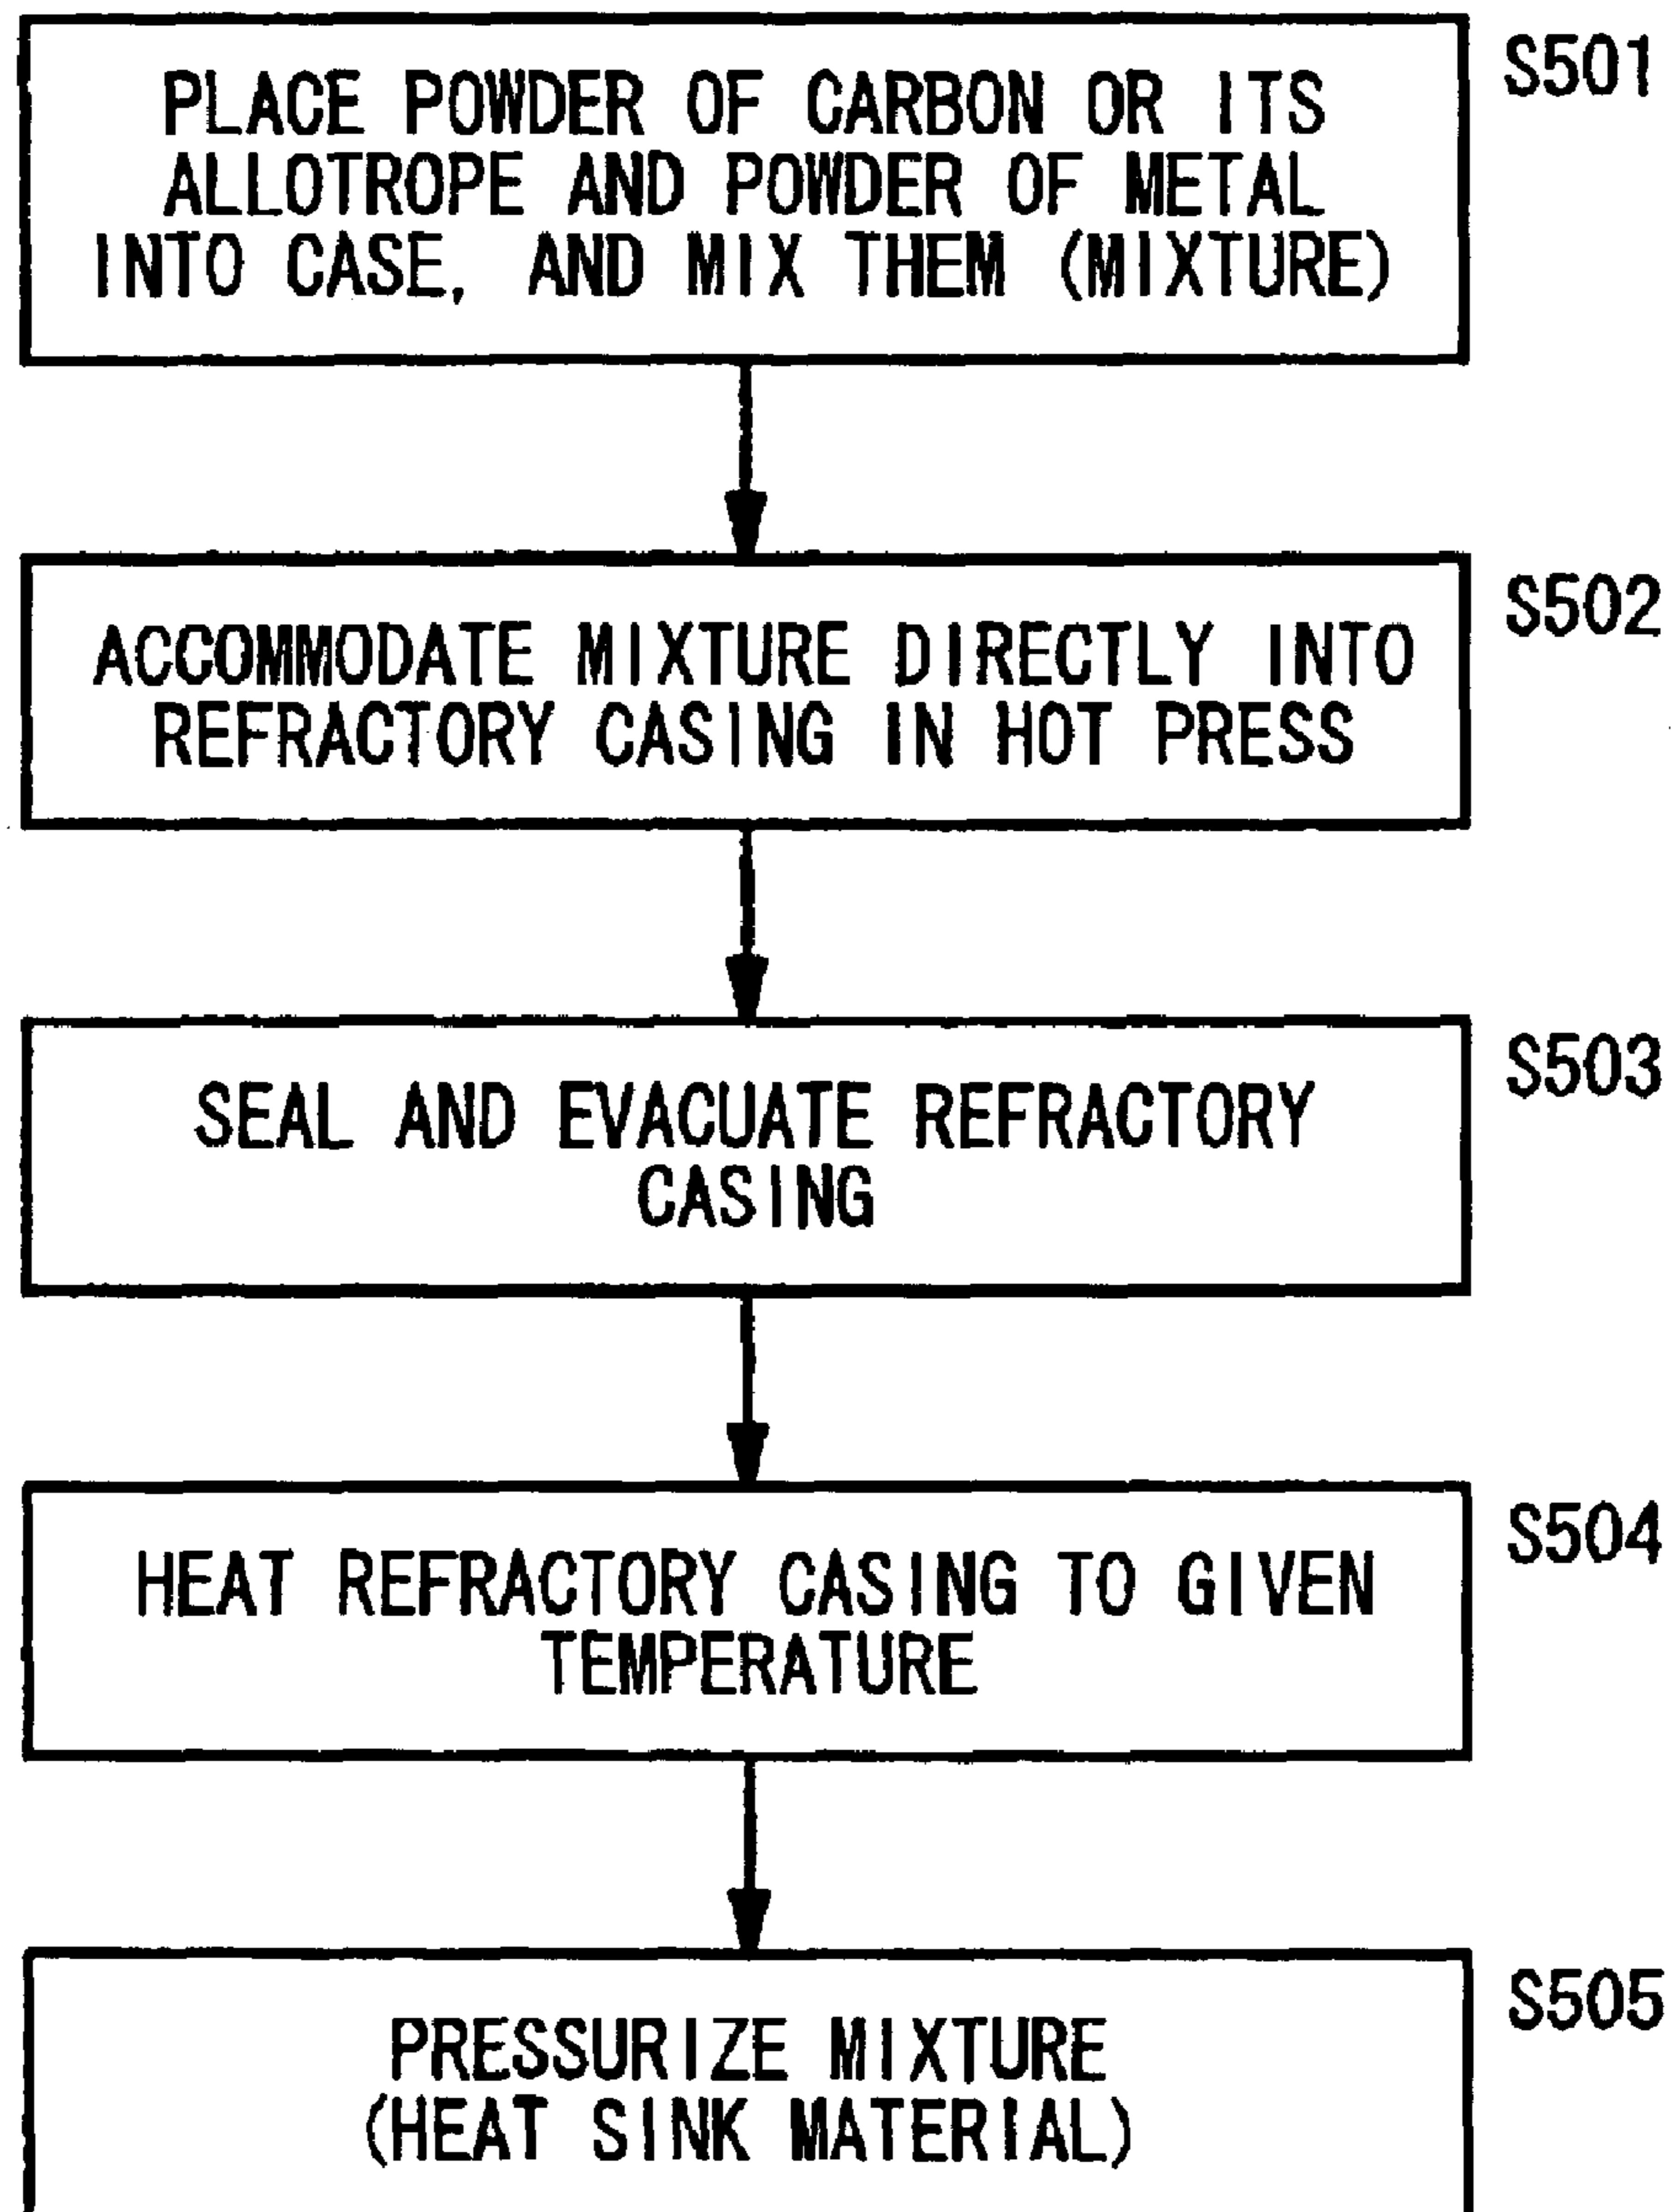 PLACE POWDER OF CARBON OR ITS
ALLOTROPE AND POWDER OF METAL
INTO CASE, AND MIX THEM (MIXTURE)
S501
ACCOMMODATE MIXTURE DIRECTLY INTO
REFRACTORY CASING IN HOT PRESS
S502
SEAL AND EVACUATE REFRACTORY
CASING
S503
HEAT REFRACTORY CASING TO GIVEN
TEMPERATURE
S504
PRESSURIZE MIXTURE
(HEAT SINK MATERIAL)
S505